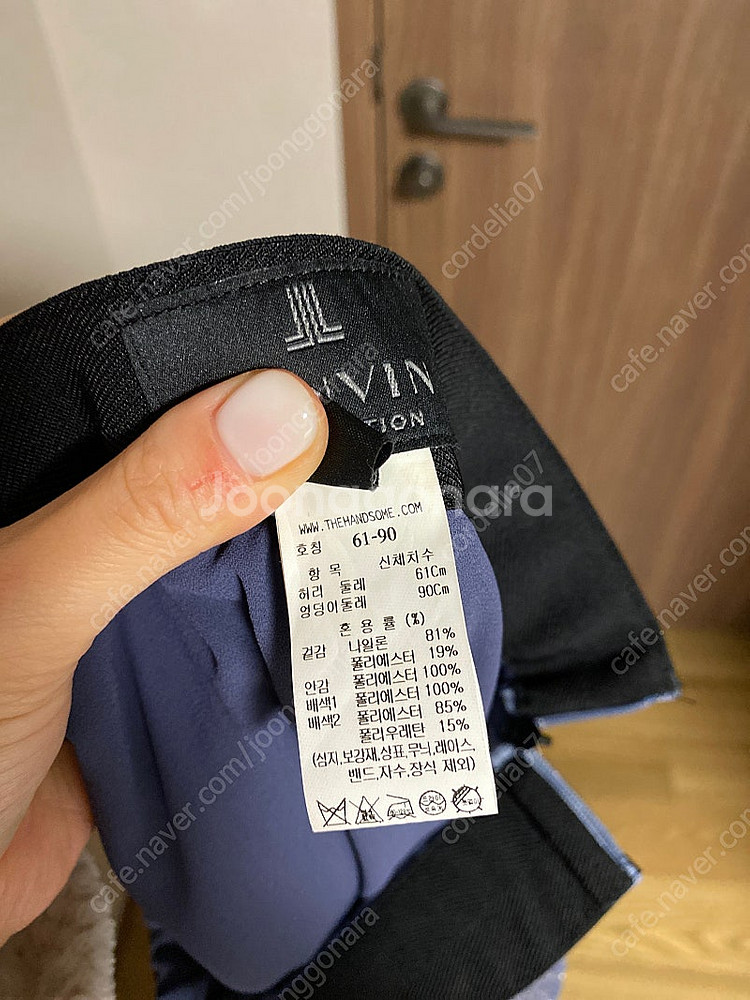 VIN
TION
WWW.THEHANDSOME.COM
호칭 61-90
항 목 신체치수
허리 둘레 61Cm
엉덩이둘레 90Cm
혼 용 률 (%)
겉감 나일론 81%
폴리에스터 19%
안감 폴리에스터 100%
배색1 폴리에스터 100%
배색2 폴리에스터 85%
폴리우레탄 15%
(심지,보강재,상표,무늬,레이스,
밴드,자수,장식 제외)
Joonggonara
cafe.naver.com/joonggonara
cordelia07